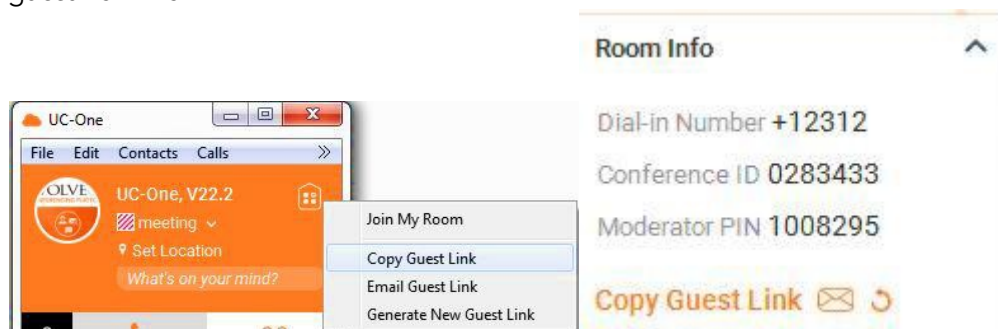 UC-One
File Edit Contacts Calls »
OLVE
UC-One, V22.2
meeting
Set Location
What's on your mind?
Join My Room
Copy Guest Link
Email Guest Link
Generate New Guest Link
Room Info
Dial-in Number +12312
Conference ID 0283433
Moderator PIN 1008295
Copy Guest Link